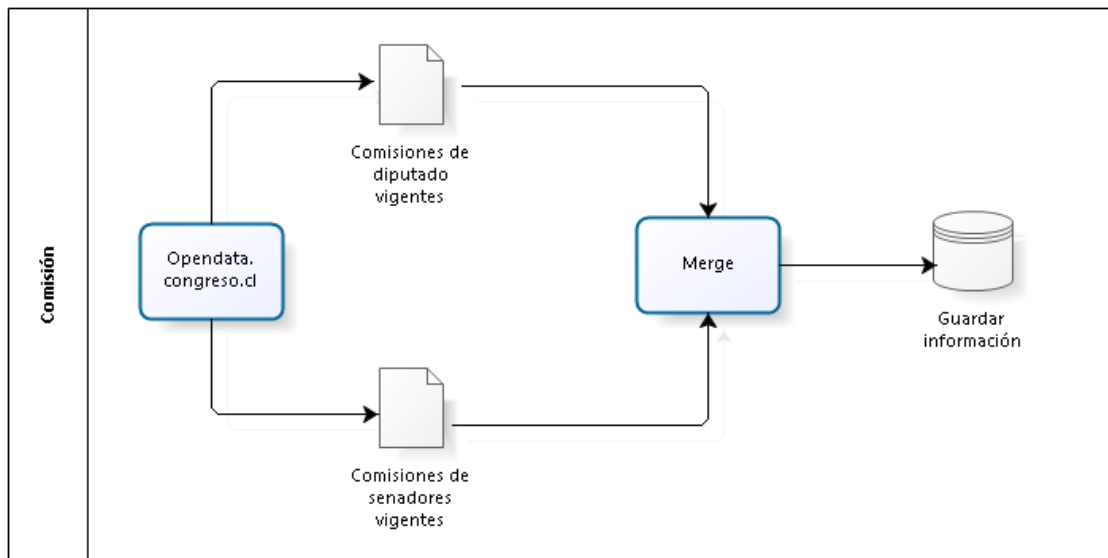 Comisión
Opendata.
congreso.cl
Comisiones de
diputado
vigentes
Comisiones de
senadores
vigentes
Merge
Guardar
información